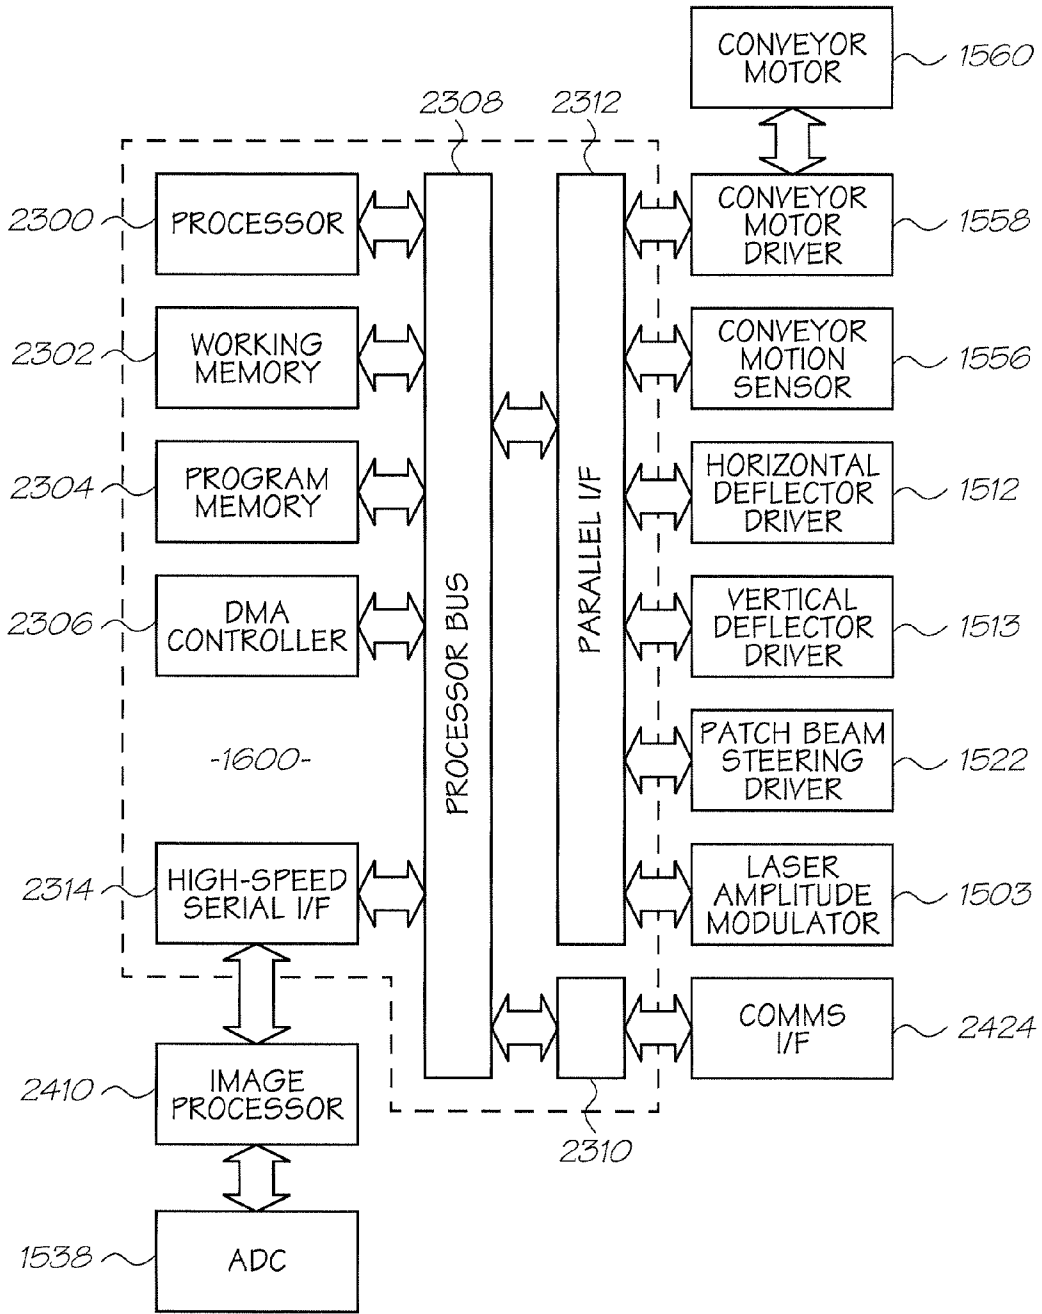 CONVEYOR
MOTOR
1560
2308
2312
2300
PROCESSOR
CONVEYOR
MOTOR
DRIVER
1558
2302
WORKING
MEMORY
CONVEYOR
MOTION
SENSOR
1556
2304
PROGRAM
MEMORY
HORIZONTAL
DEFLECTOR
DRIVER
1512
PROCESSOR BUS
PARALLEL I/F
2306
DMA
CONTROLLER
VERTICAL
DEFLECTOR
DRIVER
1513
-1600-
PATCH BEAM
STEERING
DRIVER
1522
2314
HIGH-SPEED
SERIAL I/F
LASER
AMPLITUDE
MODULATOR
1503
COMMS
I/F
2424
2410
IMAGE
PROCESSOR
2310
1538
ADC